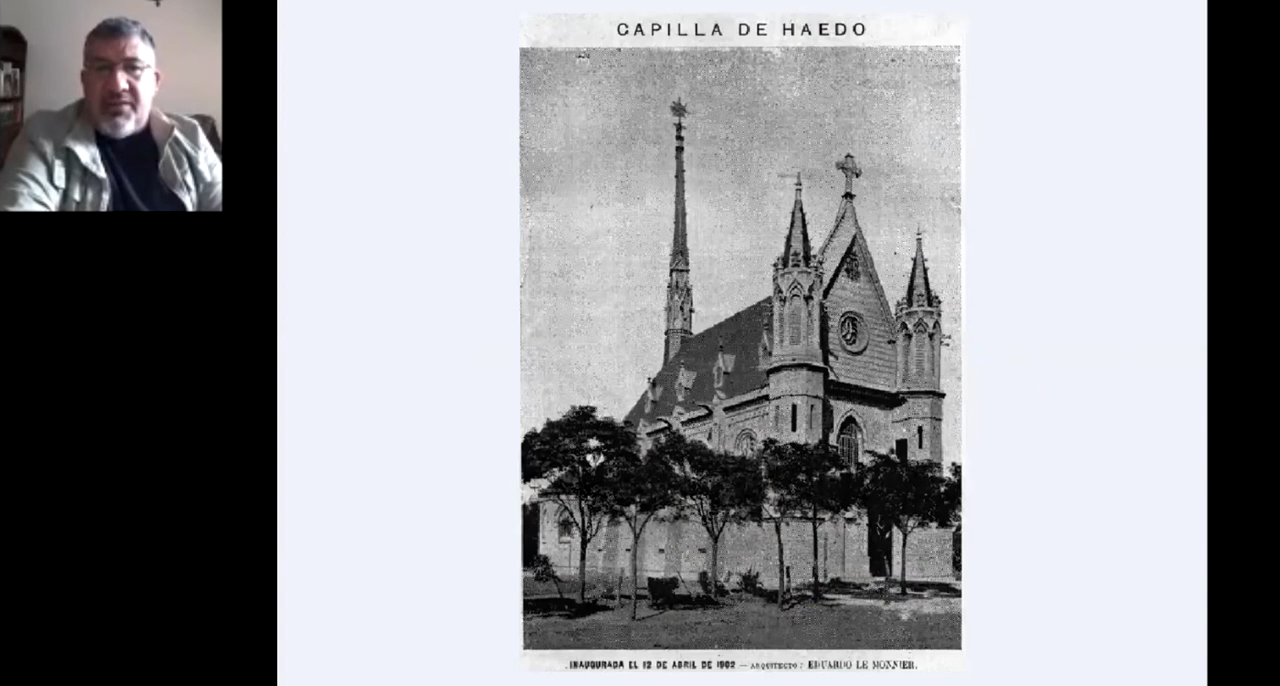 CAPILLA DE HAEDO
INAUGURADA EL 12 DE ABRIL DE 1902 — ARQUITECTO: EDUARDO LE MONNIER.